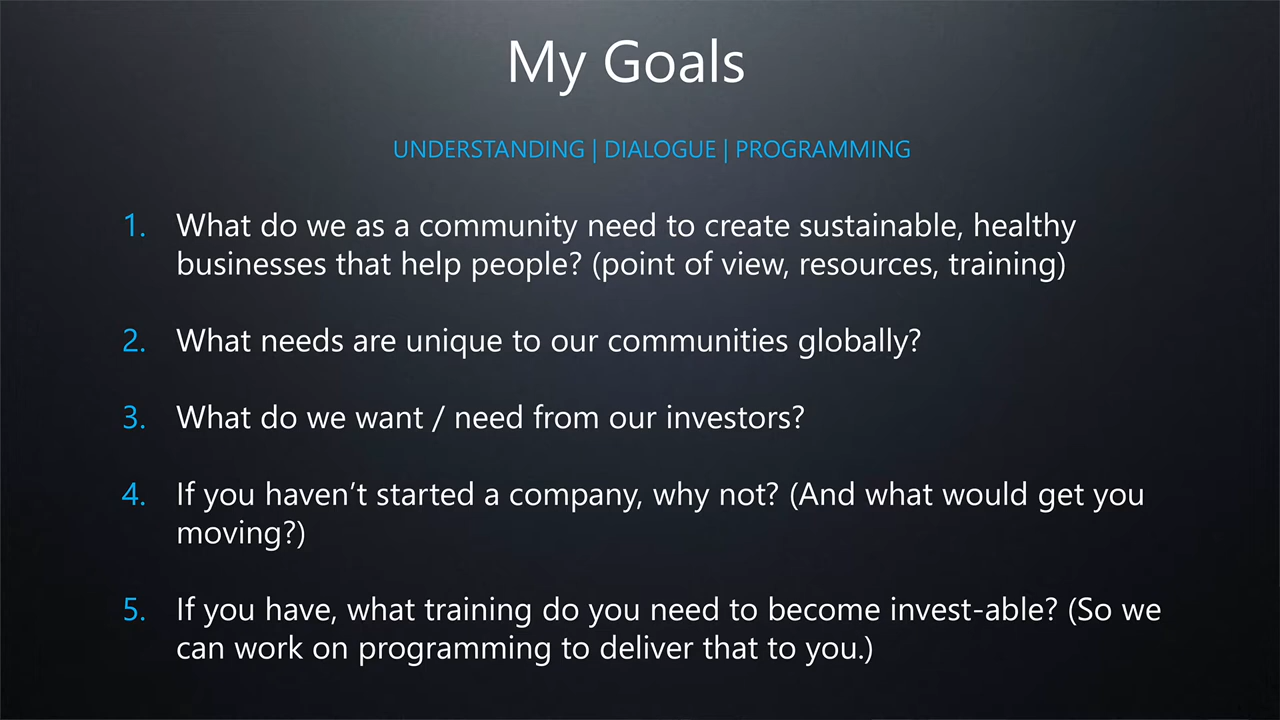 My Goals
UNDERSTANDING | DIALOGUE | PROGRAMMING
1. What do we as a community need to create sustainable, healthy
businesses that help people? (point of view, resources, training)
2. What needs are unique to our communities globally?
3. What do we want / need from our investors?
4. If you haven’t started a company, why not? (And what would get you
moving?)
5. If you have, what training do you need to become invest-able? (So we
can work on programming to deliver that to you.)